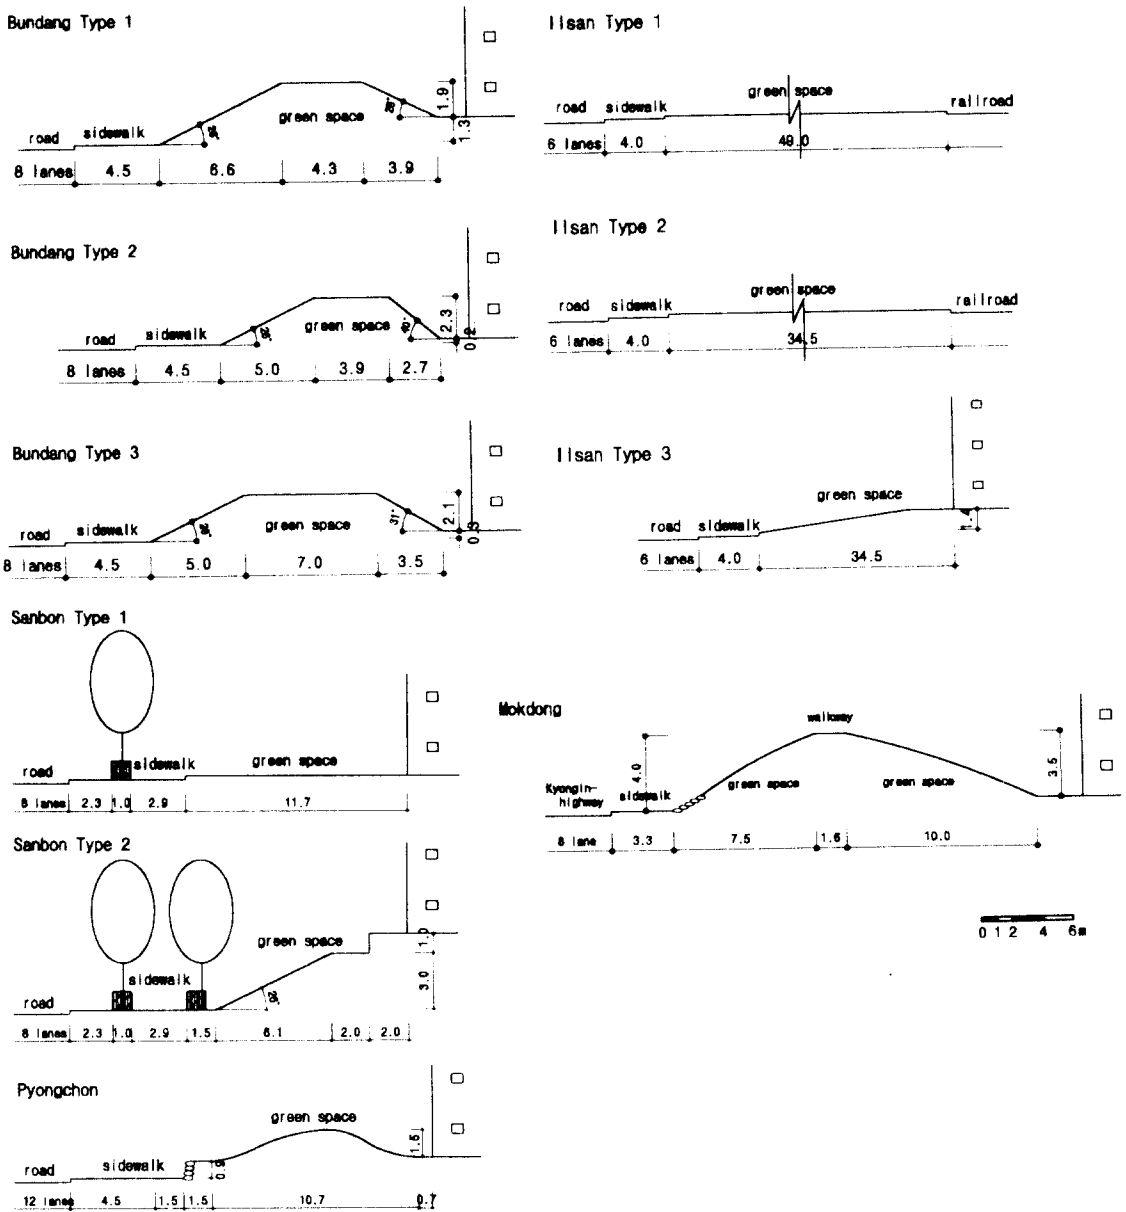 Bundang Type 1
1.9
28°
green space
1.3
sidewalk
25°
road
8 lanes 4.5 6.6 4.3 3.9
Bundang Type 2
2.3
green space
40°
0.2
sidewalk
road
8 lanes 4.5 5.0 3.9 2.7
Bundang Type 3
2.1
31°
green space
0.3
sidewalk
road
8 lanes 4.5 5.0 7.0 3.5
Sanbon Type 1
sidewalk
green space
road
2.3 1.0 2.9 11.7
Sanbon Type 2
green space
1.0
3.0
sidewalk
26°
road
8 lanes 2.3 1.0 2.9 1.5 6.1 2.0 2.0
Pyongchon
green space
1.5
sidewalk
road
12 lanes 4.5 1.5 1.5 10.7 0.7
Ilsan Type 1
green space
road sidewalk railroad
6 lanes 4.0 49.0
Ilsan Type 2
green space
road sidewalk railroad
6 lanes 4.0 34.5
Ilsan Type 3
green space
1.4
road sidewalk
6 lanes 4.0 34.5
Mokdong
walkway
4.0
3.5
green space green space
Kyongin-
highway
sidewalk
8 lane 3.3 7.5 1.6 10.0
0 1 2 4 6m